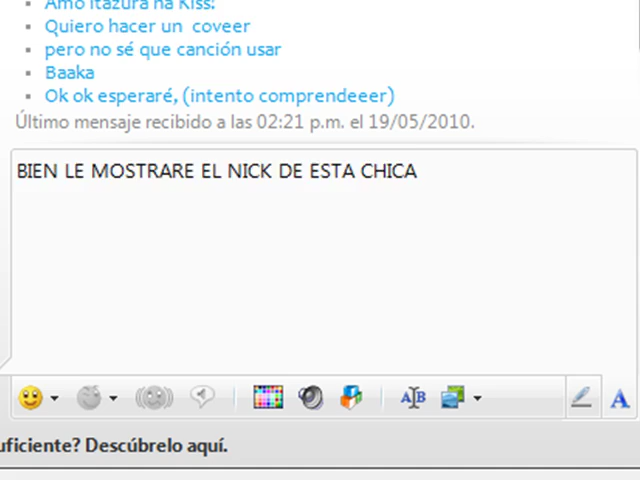 Amo Itazura na Kiss!
Quiero hacer un  coveer
pero no sé que canción usar
Baaka
Ok ok esperaré, (intento comprendeeer)
Último mensaje recibido a las 02:21 p.m. el 19/05/2010.
BIEN LE MOSTRARE EL NICK DE ESTA CHICA
A B
A
uficiente? Descúbrelo aquí.